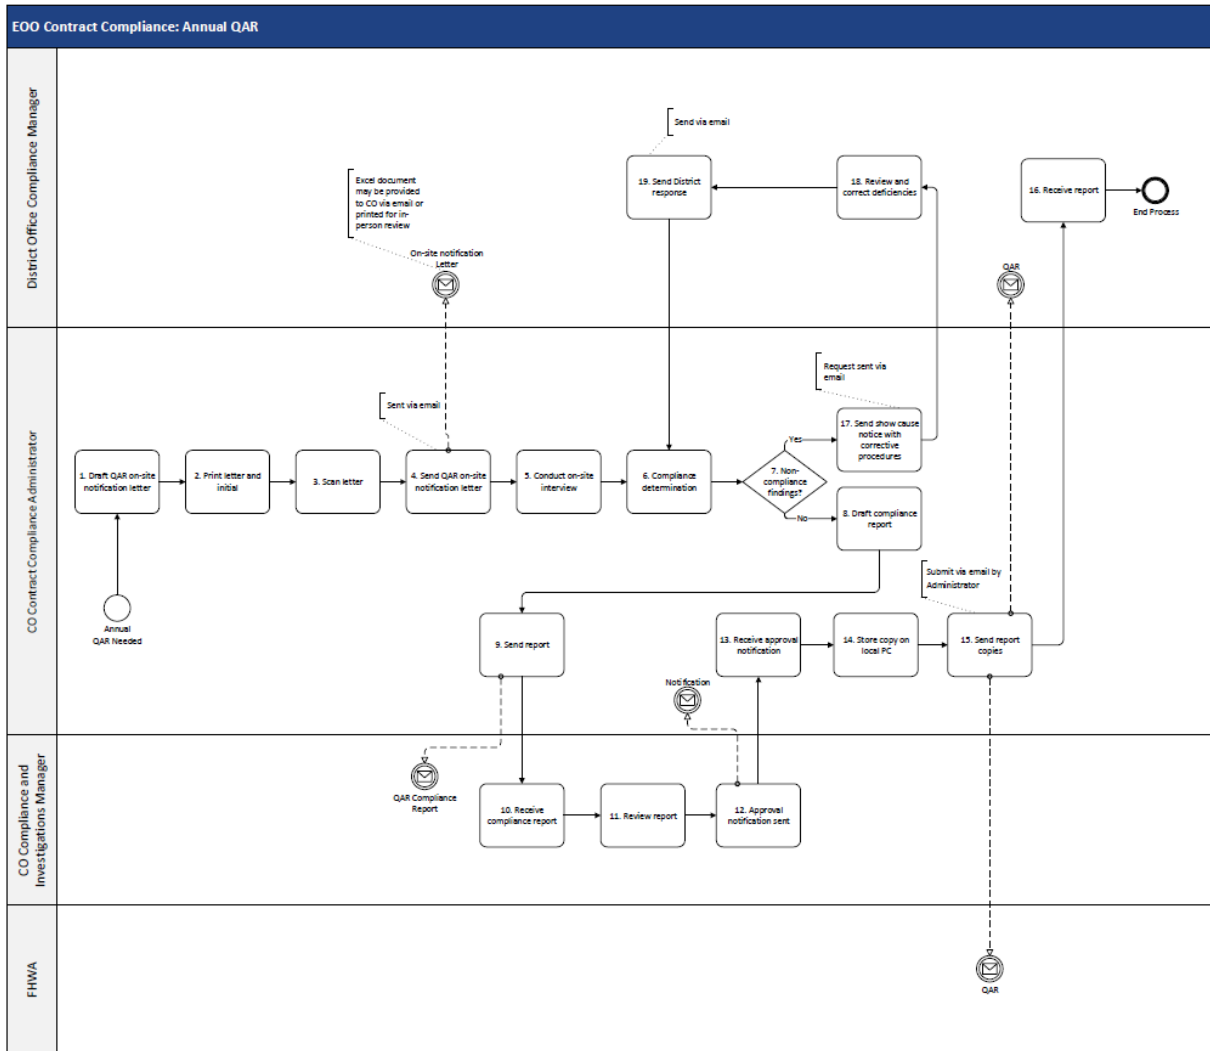 EOO Contract Compliance: Annual QAR
District Office Compliance Manager
Send via email
19. Send District
response
18. Review and
correct deficiencies
16. Receive report
End Process
Excel document
may be provided
to CO via email or
printed for in-
person review
On-site notification
Letter
QAR
CO Contract Compliance Administrator
Request sent via
email
Sent via email
17. Send show cause
notice with
corrective
procedures
Yes
1. Draft QAR on-site
notification letter
2. Print letter and
initial
3. Scan letter
4. Send QAR on-site
notification letter
5. Conduct on-site
interview
6. Compliance
determination
7. Non-
compliance
findings?
No
8. Draft compliance
report
Submit via email by
Administrator
Annual
QAR Needed
9. Send report
13. Receive approval
notification
14. Store copy on
local PC
15. Send report
copies
Notification
CO Compliance and
Investigations Manager
QAR Compliance
Report
10. Receive
compliance report
11. Review report
12. Approval
notification sent
FHWA
QAR